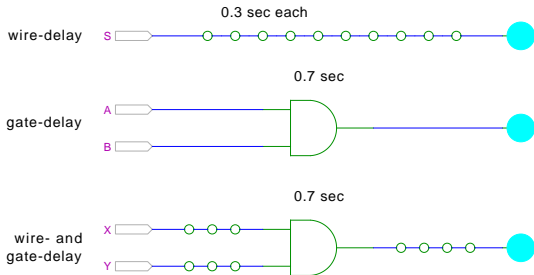 0.3 sec each
wire-delay S
0.7 sec
A
gate-delay
B
0.7 sec
X
wire- and
gate-delay
Y